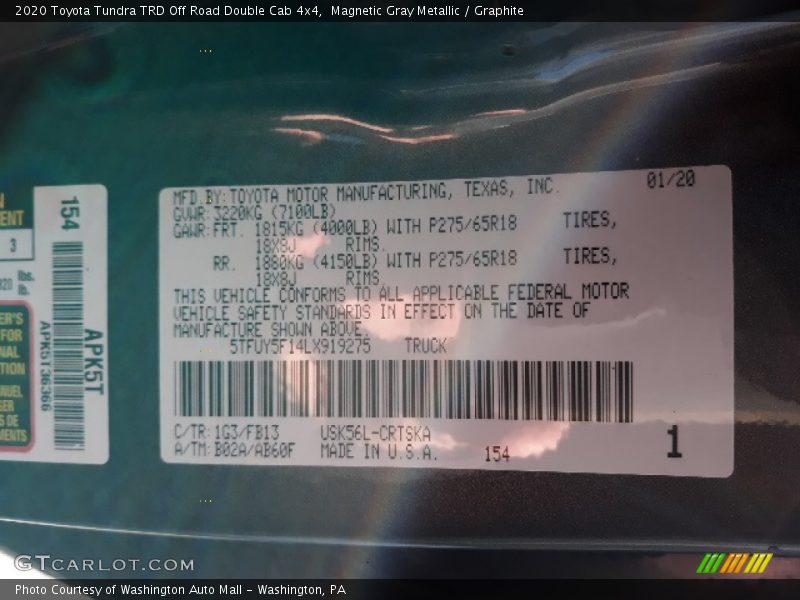 2020 Toyota Tundra TRD Off Road Double Cab 4x4,  Magnetic Gray Metallic / Graphite
MFD.BY: TOYOTA MOTOR MANUFACTURING, TEXAS, INC. 01/20
GVWR: 3220KG (7100LB)
GAWR: FRT. 1815KG (4000LB) WITH P275/65R18 TIRES,
18X8J RIMS.
RR. 1880KG (4150LB) WITH P275/65R18 TIRES,
18X8J RIMS.
THIS VEHICLE CONFORMS TO ALL APPLICABLE FEDERAL MOTOR
VEHICLE SAFETY STANDARDS IN EFFECT ON THE DATE OF
MANUFACTURE SHOWN ABOVE.
5TFUY5F14LX919275 TRUCK
C/TR: 1G3/FB13 USK56L-CRTSKA
A/TM: B02A/AB60F MADE IN U.S.A. 154
1
154
APK5T
APK5T36366
3
lbs.
lb.
GTCARLOT.COM
Photo Courtesy of Washington Auto Mall - Washington, PA